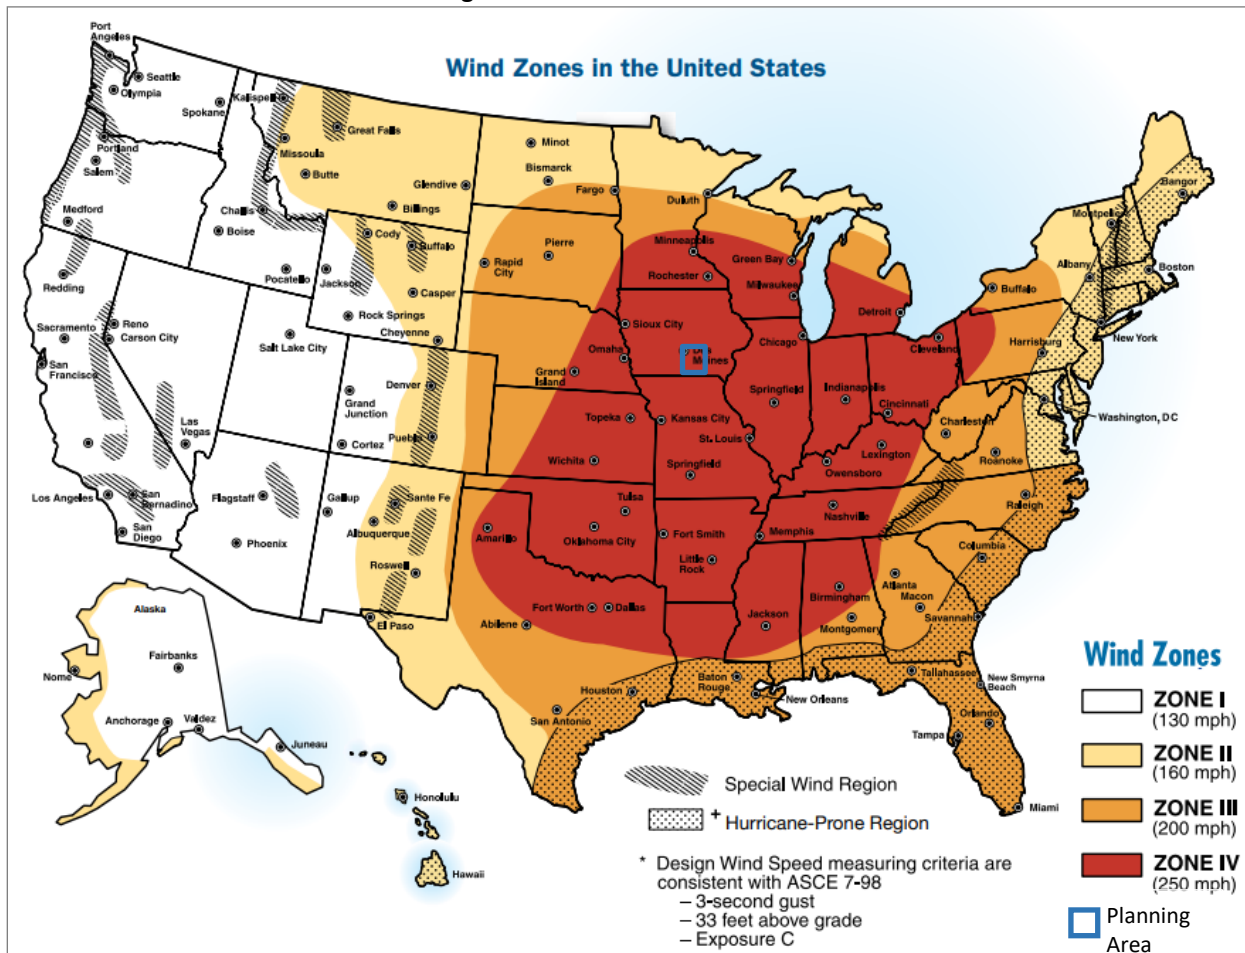 Wind Zones in the United States
Port
Angeles
Seattle
Olympia
Spokane
Kalispell
Great Falls
Missoula
Butte
Glendive
Billings
Portland
Salem
Medford
Challis
Boise
Pocatello
Cody
Buffalo
Jackson
Casper
Rock Springs
Cheyenne
Minot
Bismarck
Fargo
Pierre
Rapid
City
Duluth
Minneapolis
Rochester
Green Bay
Milwaukee
Detroit
Sioux City
Des
Moines
Omaha
Grand
Island
Chicago
Cleveland
Redding
Sacramento
San
Francisco
Reno
Carson City
Salt Lake City
Las
Vegas
Grand
Junction
Denver
Pueblo
Cortez
Topeka
Kansas City
St. Louis
Springfield
Springfield
Indianapolis
Cincinnati
Lexington
Owensboro
Wichita
Tulsa
Oklahoma City
Fort Smith
Little
Rock
Memphis
Nashville
Charleston
Roanoke
Raleigh
Columbia
Atlanta
Macon
Savannah
Birmingham
Montgomery
Jackson
Los Angeles
San
Bernadino
San
Diego
Flagstaff
Phoenix
Gallup
Sante Fe
Albuquerque
Roswell
El Paso
Amarillo
Fort Worth
Dallas
Abilene
San Antonio
Houston
Baton
Rouge
New Orleans
Tallahassee
New Smyrna
Beach
Orlando
Tampa
Miami
Bangor
Montpelier
Albany
Boston
Buffalo
New York
Harrisburg
Washington, DC
Alaska
Fairbanks
Nome
Anchorage
Valdez
Juneau
Honolulu
Hawaii
Special Wind Region
+ Hurricane-Prone Region
* Design Wind Speed measuring criteria are
consistent with ASCE 7-98
– 3-second gust
– 33 feet above grade
– Exposure C
Wind Zones
ZONE I
(130 mph)
ZONE II
(160 mph)
ZONE III
(200 mph)
ZONE IV
(250 mph)
Planning
Area